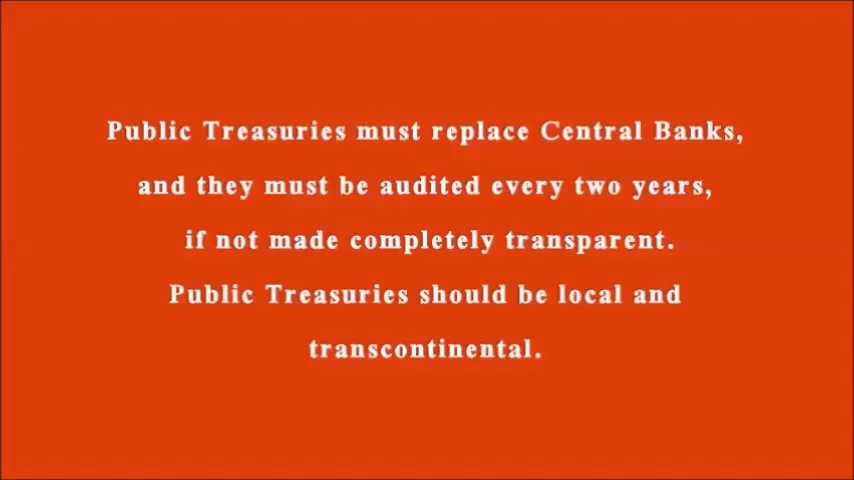 Public Treasuries must replace Central Banks,
and they must be audited every two years,
if not made completely transparent.
Public Treasuries should be local and
transcontinental.